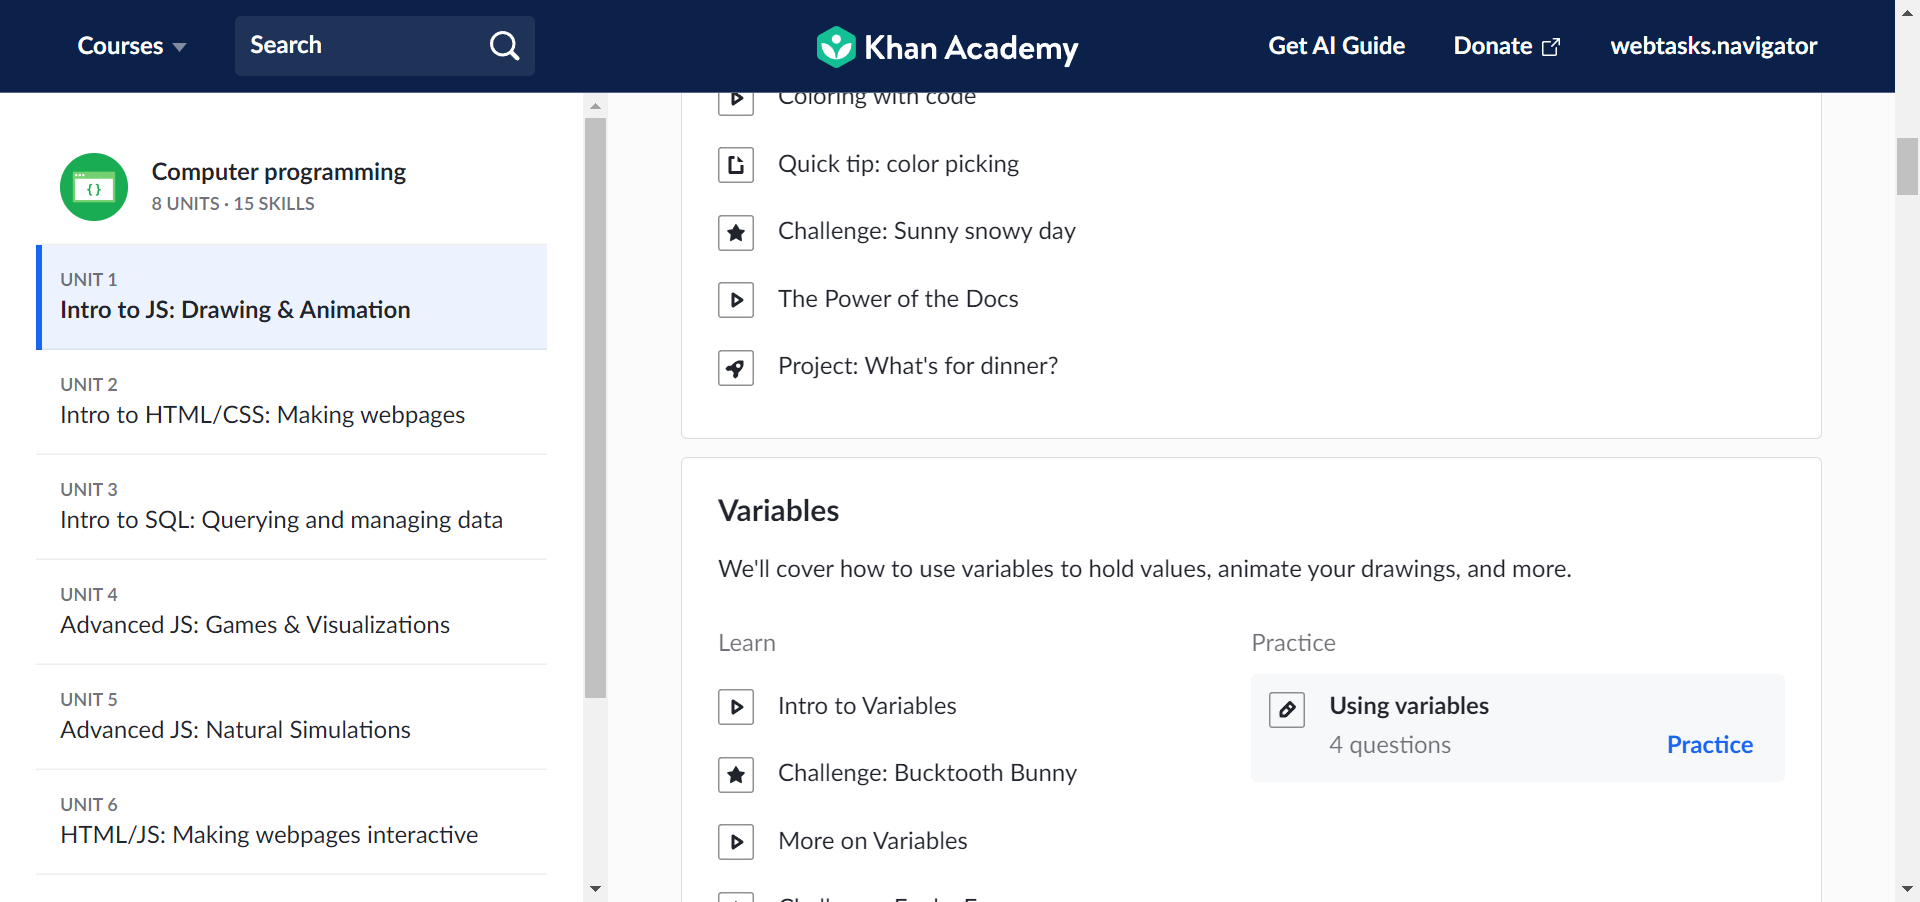 Courses
Search
Khan Academy
Get AI Guide
Donate
webtasks.navigator
Computer programming
8 UNITS · 15 SKILLS
UNIT 1
Intro to JS: Drawing & Animation
UNIT 2
Intro to HTML/CSS: Making webpages
UNIT 3
Intro to SQL: Querying and managing data
UNIT 4
Advanced JS: Games & Visualizations
UNIT 5
Advanced JS: Natural Simulations
UNIT 6
HTML/JS: Making webpages interactive
Coloring with code
Quick tip: color picking
Challenge: Sunny snowy day
The Power of the Docs
Project: What's for dinner?
Variables
We'll cover how to use variables to hold values, animate your drawings, and more.
Learn
Intro to Variables
Challenge: Bucktooth Bunny
More on Variables
Practice
Using variables
4 questions
Practice